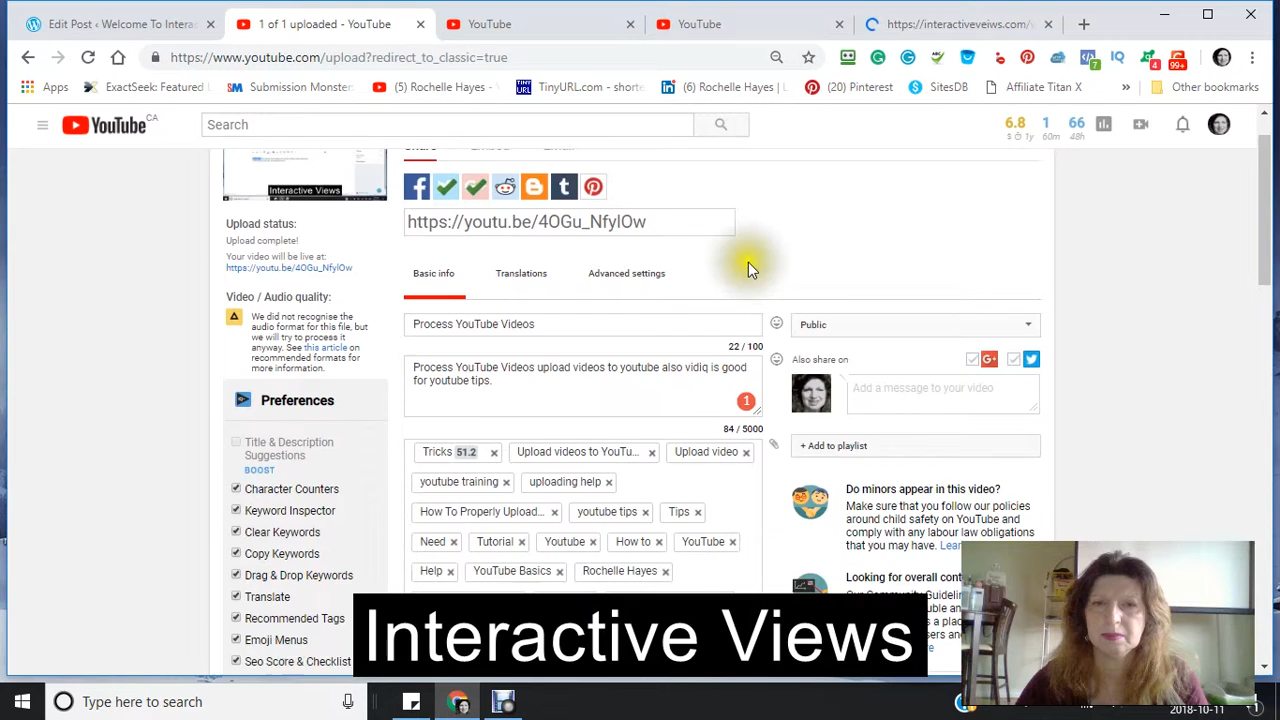 Edit Post ‹ Welcome To Interac
1 of 1 uploaded - YouTube
YouTube
YouTube
https://interactiveveiws.com/
https://www.youtube.com/upload?redirect_to_classic=true
7
4
99+
Apps
ExactSeek: Featured L
Submission Monster
(5) Rochelle Hayes -
TinyURL.com - shorte
(5) Rochelle Hayes | L
(20) Pinterest
SitesDB
Affiliate Titan X
»
Other bookmarks
YouTube CA
Search
6.8 1 66
$ 1y 60m 48h
Interactive Views
https://youtu.be/4OGu_NfylOw
Upload status:
Upload complete!
Your video will be live at:
https://youtu.be/4OGu_NfylOw
Basic info
Translations
Advanced settings
Video / Audio quality:
We did not recognise the
audio format for this file, but
we will try to process it
anyway. See this article on
recommended formats for
more information.
Process YouTube Videos
22 / 100
Public
Process YouTube Videos upload videos to youtube also vidiq is good
for youtube tips.
1
84 / 5000
Also share on
Add a message to your video
+ Add to playlist
Preferences
Title & Description
Suggestions
BOOST
Character Counters
Keyword Inspector
Clear Keywords
Copy Keywords
Drag & Drop Keywords
Translate
Recommended Tags
Emoji Menus
Seo Score & Checklist
Tricks 51.2
Upload videos to YouTu...
Upload video
youtube training
uploading help
How To Properly Upload...
youtube tips
Tips
Need
Tutorial
Youtube
How to
YouTube
Help
YouTube Basics
Rochelle Hayes
Do minors appear in this video?
Make sure that you follow our policies
around child safety on YouTube and
comply with any labour law obligations
that you may have.
Looking for overall cont
Interactive Views
Type here to search
2018-10-11